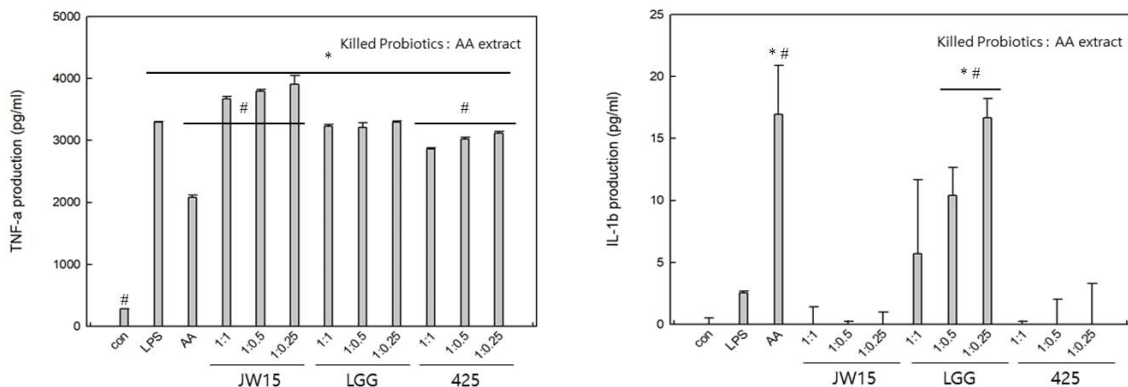 5000
4000
3000
2000
1000
0
TNF-a production (pg/ml)
Killed Probiotics : AA extract
*
#
#
#
con
LPS
AA
1:1
1:0.5
1:0.25
1:1
1:0.5
1:0.25
1:1
1:0.5
1:0.25
JW15
LGG
425
25
20
15
10
5
0
IL-1b production (pg/ml)
Killed Probiotics : AA extract
* #
* #
con
LPS
AA
1:1
1:0.5
1:0.25
1:1
1:0.5
1:0.25
1:1
1:0.5
1:0.25
JW15
LGG
425